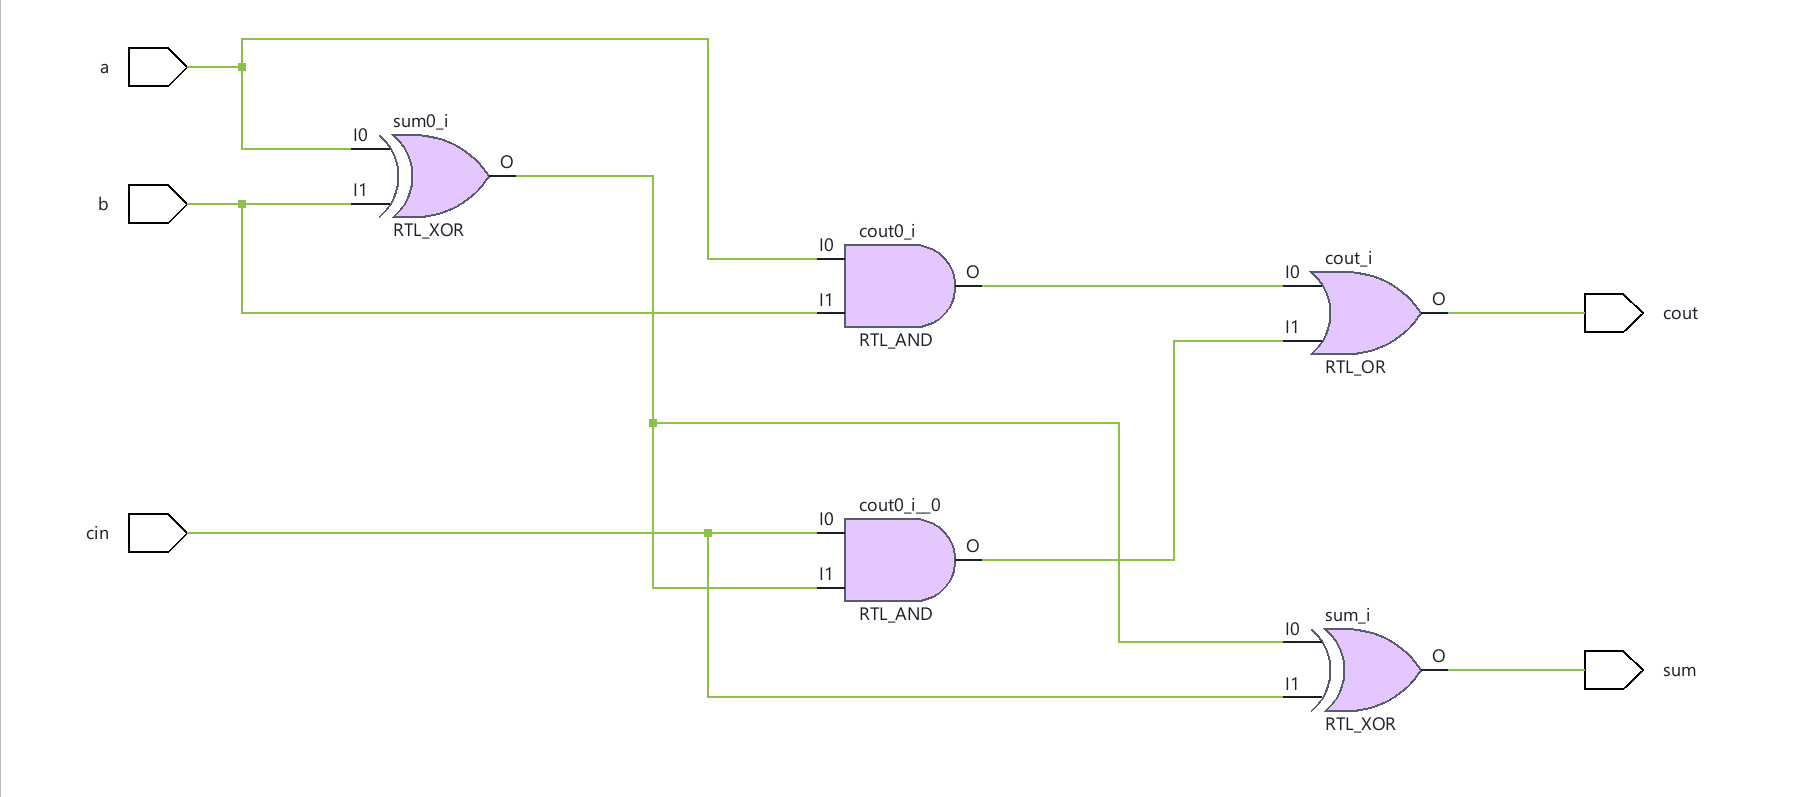 a
sum0_i
I0
O
I1
b
RTL_XOR
cout0_i
I0
O
I1
RTL_AND
cout_i
I0
O
I1
cout
RTL_OR
cin
cout0_i__0
I0
O
I1
RTL_AND
sum_i
I0
O
I1
sum
RTL_XOR